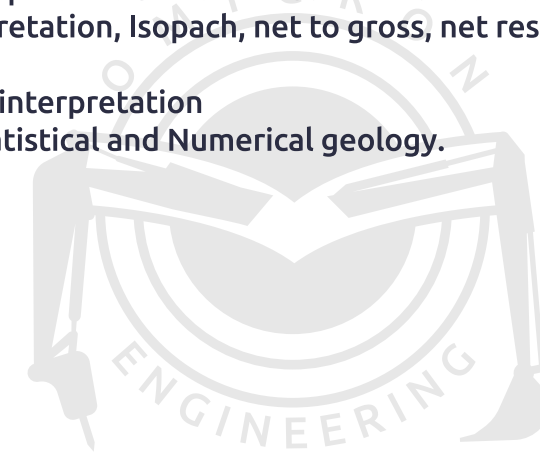 retation, Isopach, net to gross, net res
interpretation
tistical and Numerical geology.
ENGINEERING